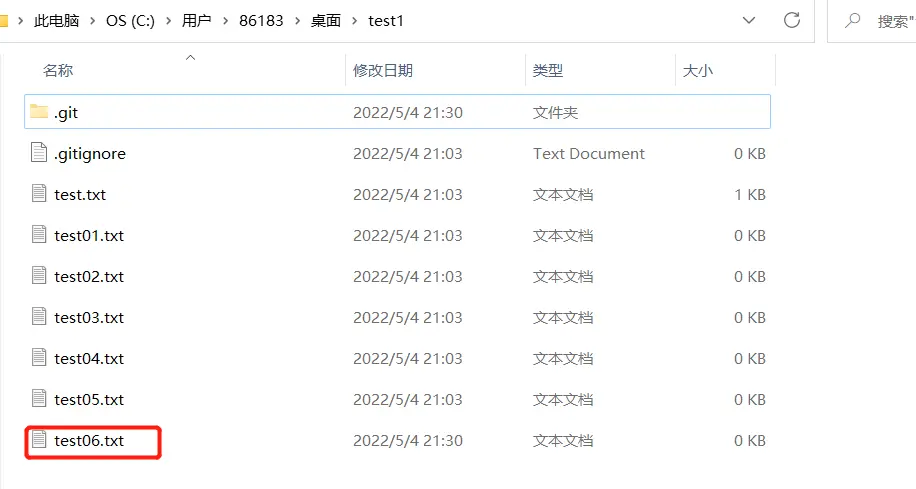 此电脑 > OS (C:) > 用户 > 86183 > 桌面 > test1 搜索"
名称 修改日期 类型 大小
.git 2022/5/4 21:30 文件夹
.gitignore 2022/5/4 21:03 Text Document 0 KB
test.txt 2022/5/4 21:03 文本文档 1 KB
test01.txt 2022/5/4 21:03 文本文档 0 KB
test02.txt 2022/5/4 21:03 文本文档 0 KB
test03.txt 2022/5/4 21:03 文本文档 0 KB
test04.txt 2022/5/4 21:03 文本文档 0 KB
test05.txt 2022/5/4 21:03 文本文档 0 KB
test06.txt 2022/5/4 21:30 文本文档 0 KB